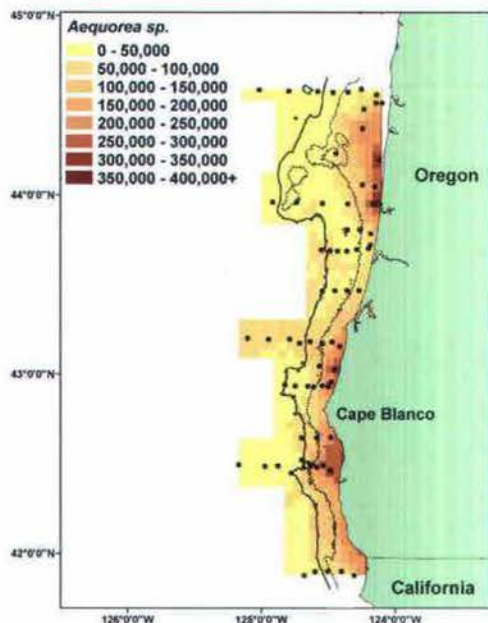 45°0'0"N
Aequorea sp.
0 - 50,000
50,000 - 100,000
100,000 - 150,000
150,000 - 200,000
200,000 - 250,000
250,000 - 300,000
300,000 - 350,000
350,000 - 400,000+
Oregon
44°0'0"N
43°0'0"N
Cape Blanco
42°0'0"N
California
126°0'0"W
125°0'0"W
124°0'0"W